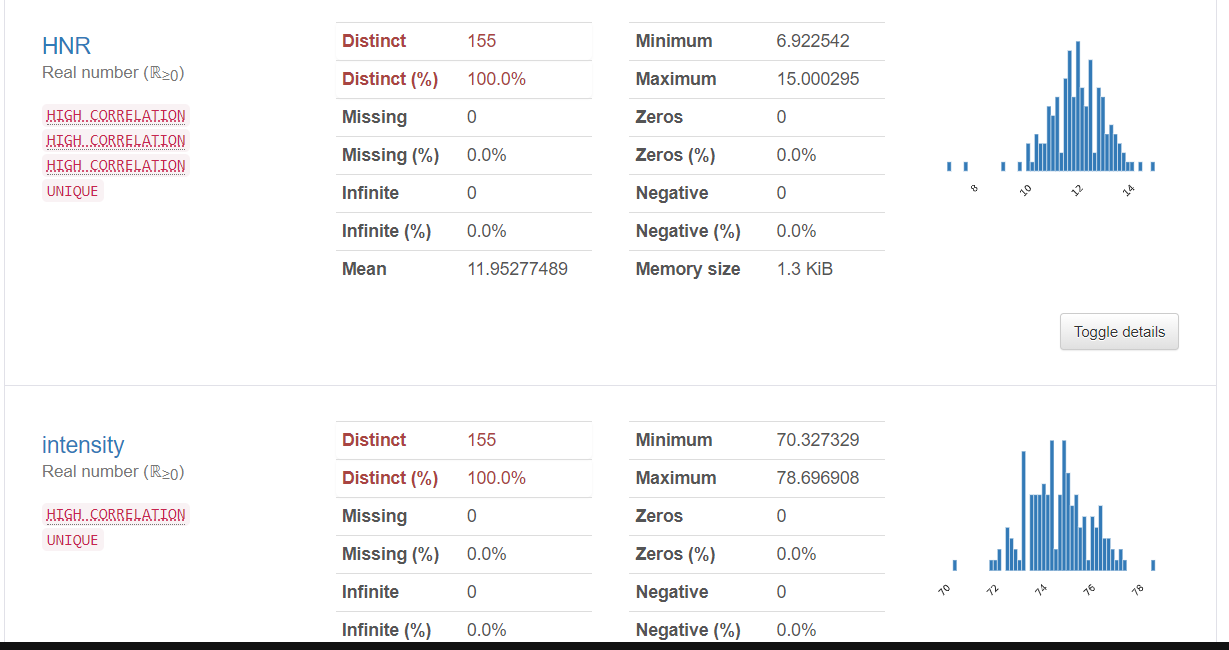 HNR
Real number (ℝ≥0)
HIGH CORRELATION
HIGH CORRELATION
HIGH CORRELATION
UNIQUE
Distinct 155
Distinct (%) 100.0%
Missing 0
Missing (%) 0.0%
Infinite 0
Infinite (%) 0.0%
Mean 11.95277489
Minimum 6.922542
Maximum 15.000295
Zeros 0
Zeros (%) 0.0%
Negative 0
Negative (%) 0.0%
Memory size 1.3 KiB
8 10 12 14
Toggle details
intensity
Real number (ℝ≥0)
HIGH CORRELATION
UNIQUE
Distinct 155
Distinct (%) 100.0%
Missing 0
Missing (%) 0.0%
Infinite 0
Infinite (%) 0.0%
Minimum 70.327329
Maximum 78.696908
Zeros 0
Zeros (%) 0.0%
Negative 0
Negative (%) 0.0%
70 72 74 76 78